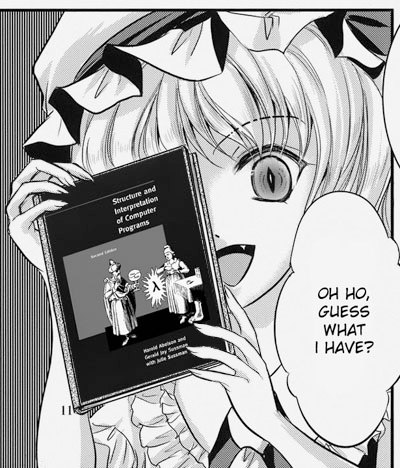 Structure and
Interpretation
of Computer
Programs
Second Edition
Harold Abelson and
Gerald Jay Sussman
with Julie Sussman
λ
OH HO,
GUESS
WHAT
I HAVE?